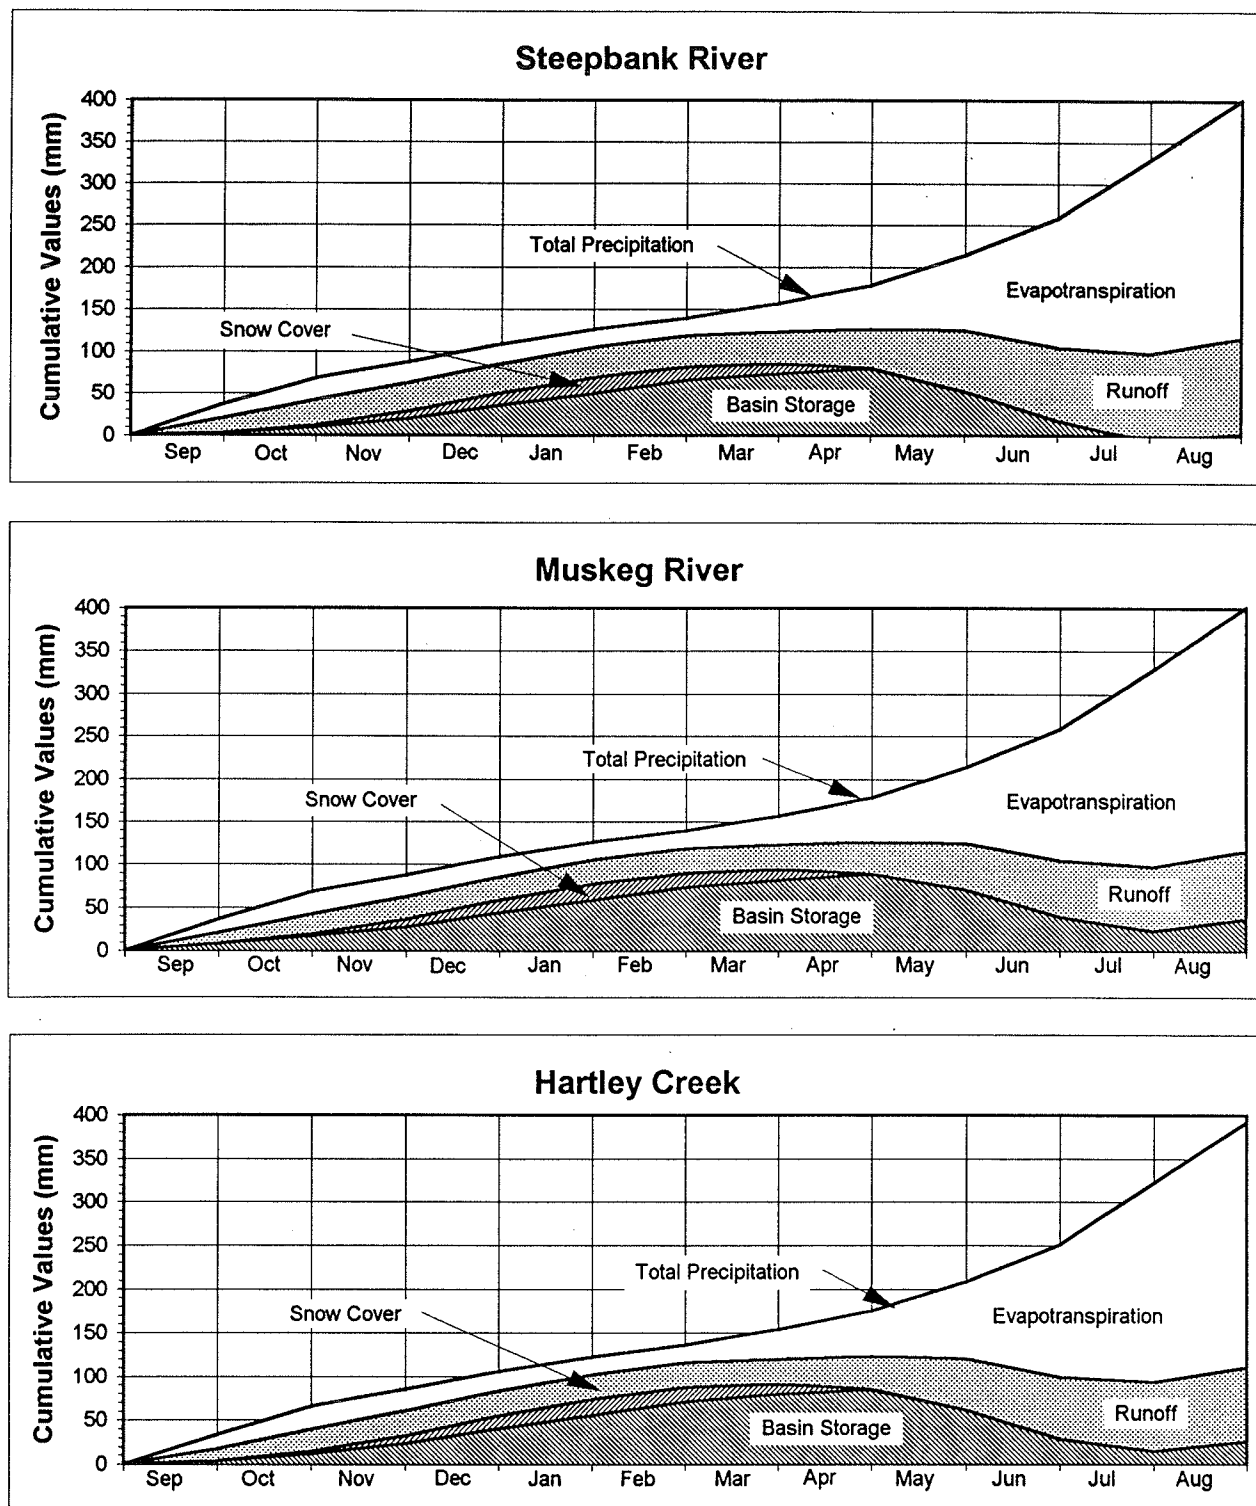 Steepbank River
Cumulative Values (mm)
400
350
300
250
200
150
100
50
0
Total Precipitation
Snow Cover
Evapotranspiration
Runoff
Basin Storage
Sep Oct Nov Dec Jan Feb Mar Apr May Jun Jul Aug
Muskeg River
Cumulative Values (mm)
400
350
300
250
200
150
100
50
0
Total Precipitation
Snow Cover
Evapotranspiration
Runoff
Basin Storage
Sep Oct Nov Dec Jan Feb Mar Apr May Jun Jul Aug
Hartley Creek
Cumulative Values (mm)
400
350
300
250
200
150
100
50
0
Total Precipitation
Snow Cover
Evapotranspiration
Runoff
Basin Storage
Sep Oct Nov Dec Jan Feb Mar Apr May Jun Jul Aug